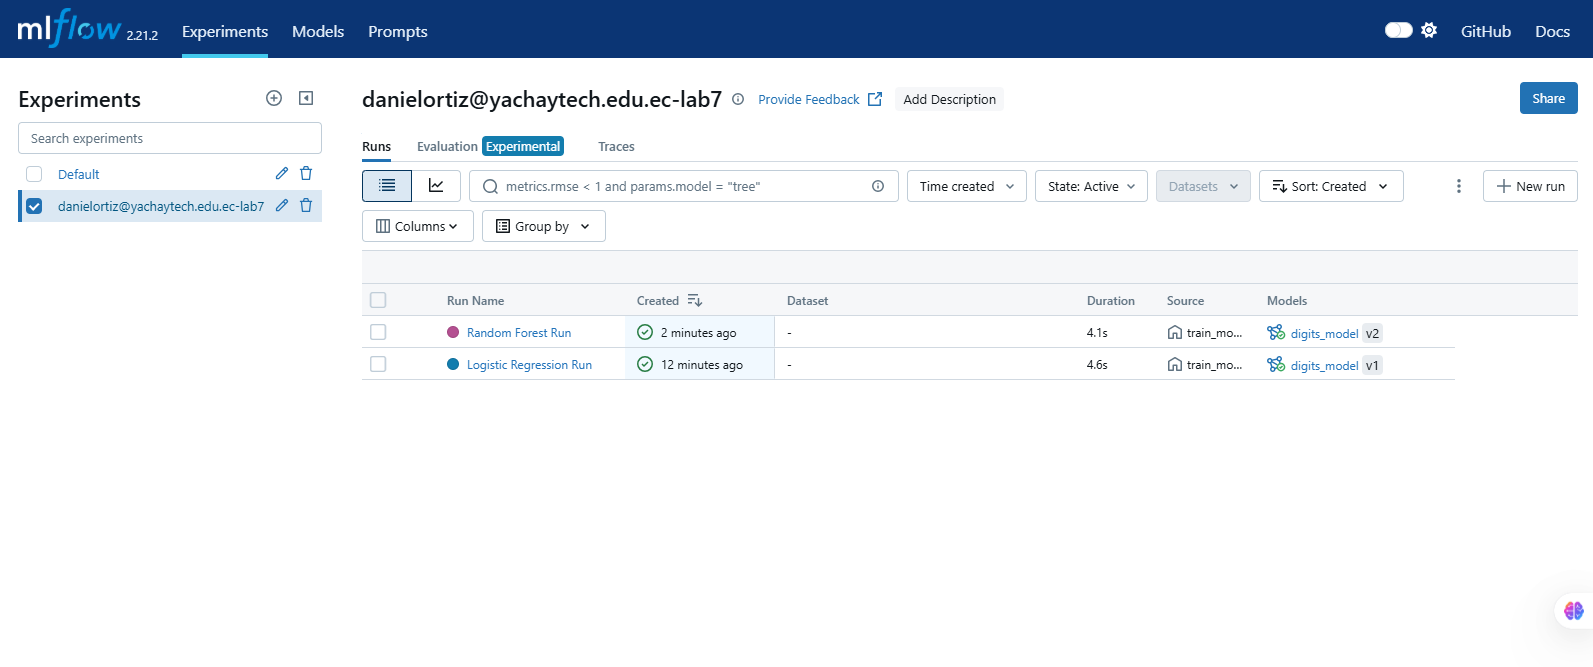 mlflow 2.21.2 Experiments Models Prompts GitHub Docs
Experiments
Search experiments
Default
danielortiz@yachaytech.edu.ec-lab7
danielortiz@yachaytech.edu.ec-lab7 Provide Feedback Add Description Share
Runs Evaluation Experimental Traces
metrics.rmse < 1 and params.model = "tree" Time created State: Active Datasets Sort: Created New run
Columns Group by
Run Name Created Dataset Duration Source Models
Random Forest Run 2 minutes ago - 4.1s train_mo... digits_model v2
Logistic Regression Run 12 minutes ago - 4.6s train_mo... digits_model v1